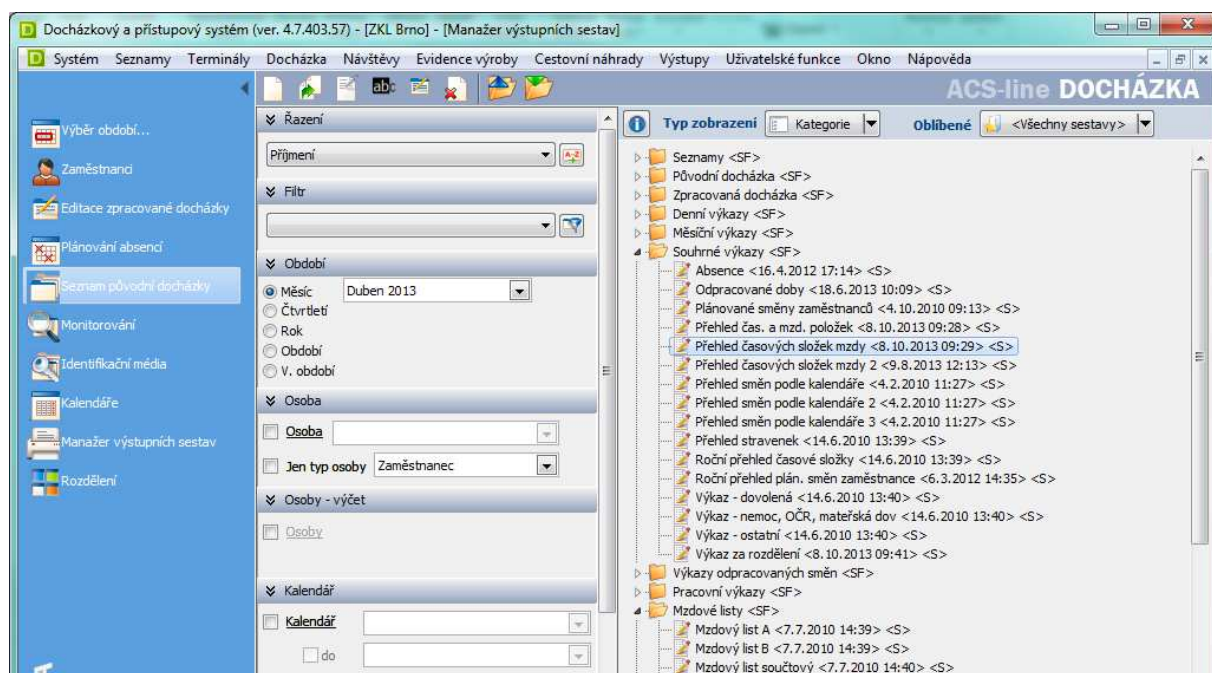 Docházkový a přístupový systém (ver. 4.7.403.57) - [ZKL Brno] - [Manažer výstupních sestav]
Systém Seznamy Terminály Docházka Návštěvy Evidence výroby Cestovní náhrady Výstupy Uživatelské funkce Okno Nápověda
ACS-line DOCHÁZKA
Výběr období...
Zaměstnanci
Editace zpracované docházky
Plánování absencí
Seznam původní docházky
Monitorování
Identifikační média
Kalendáře
Manažer výstupních sestav
Rozdělení
Řazení
Příjmení
Filtr
Období
Měsíc Duben 2013
Čtvrtletí
Rok
Období
V. období
Osoba
Osoba
Jen typ osoby Zaměstnanec
Osoby - výčet
Osoby
Kalendář
Kalendář
do
Typ zobrazení Kategorie Oblíbené <Všechny sestavy>
Seznamy <SF>
Původní docházka <SF>
Zpracovaná docházka <SF>
Denní výkazy <SF>
Měsíční výkazy <SF>
Souhrné výkazy <SF>
Absence <16.4.2012 17:14> <S>
Odpracované doby <18.6.2013 10:09> <S>
Plánované směny zaměstnanců <4.10.2010 09:13> <S>
Přehled čas. a mzd. položek <8.10.2013 09:28> <S>
Přehled časových složek mzdy <8.10.2013 09:29> <S>
Přehled časových složek mzdy 2 <9.8.2013 12:13> <S>
Přehled směn podle kalendáře <4.2.2010 11:27> <S>
Přehled směn podle kalendáře 2 <4.2.2010 11:27> <S>
Přehled směn podle kalendáře 3 <4.2.2010 11:27> <S>
Přehled stravenek <14.6.2010 13:39> <S>
Roční přehled časové složky <14.6.2010 13:39> <S>
Roční přehled plán. směn zaměstnance <6.3.2012 14:35> <S>
Výkaz - dovolená <14.6.2010 13:40> <S>
Výkaz - nemoc, OČR, mateřská dov <14.6.2010 13:40> <S>
Výkaz - ostatní <14.6.2010 13:40> <S>
Výkaz za rozdělení <8.10.2013 09:41> <S>
Výkazy odpracovaných směn <SF>
Pracovní výkazy <SF>
Mzdové listy <SF>
Mzdový list A <7.7.2010 14:39> <S>
Mzdový list B <7.7.2010 14:39> <S>
Mzdový list součtový <7.7.2010 14:40> <S>